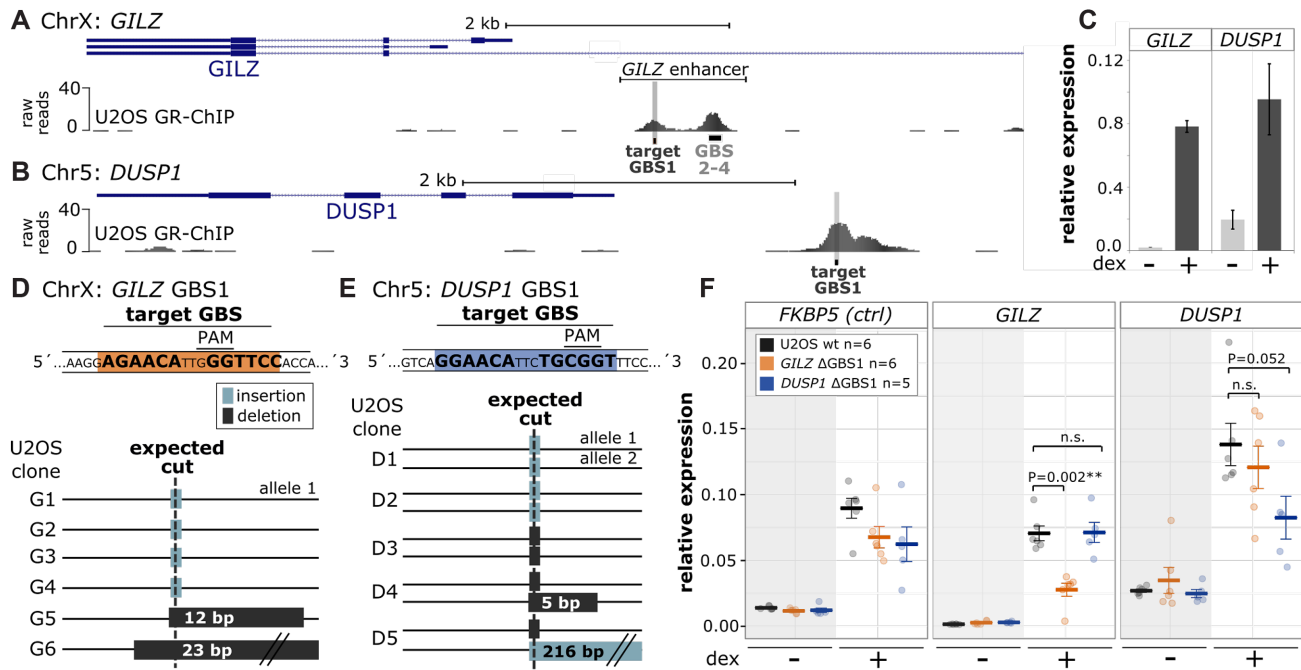 A ChrX: GILZ
2 kb
GILZ
GILZ enhancer
raw reads
40
0
U2OS GR-ChIP
target GBS1
GBS 2-4
B Chr5: DUSP1
2 kb
DUSP1
raw reads
40
0
U2OS GR-ChIP
target GBS1
C
GILZ DUSP1
relative expression
0.12
0.8
0.4
0.0
dex - + - +
D ChrX: GILZ GBS1
target GBS
PAM
5´...AAGGAGAACATTGGGTTCCACCA...´3
insertion
deletion
U2OS clone
expected cut
allele 1
G1
G2
G3
G4
G5
12 bp
G6
23 bp
E Chr5: DUSP1 GBS1
target GBS
PAM
5´...GTCAGGAACATTCTGCGGTTTCC...´3
U2OS clone
expected cut
allele 1
D1
allele 2
D2
D3
D4
5 bp
D5
216 bp
F
FKBP5 (ctrl) GILZ DUSP1
relative expression
0.20
0.15
0.10
0.05
0.00
U2OS wt n=6
GILZ ΔGBS1 n=6
DUSP1 ΔGBS1 n=5
n.s.
P=0.002**
P=0.052
n.s.
dex - + - + - +